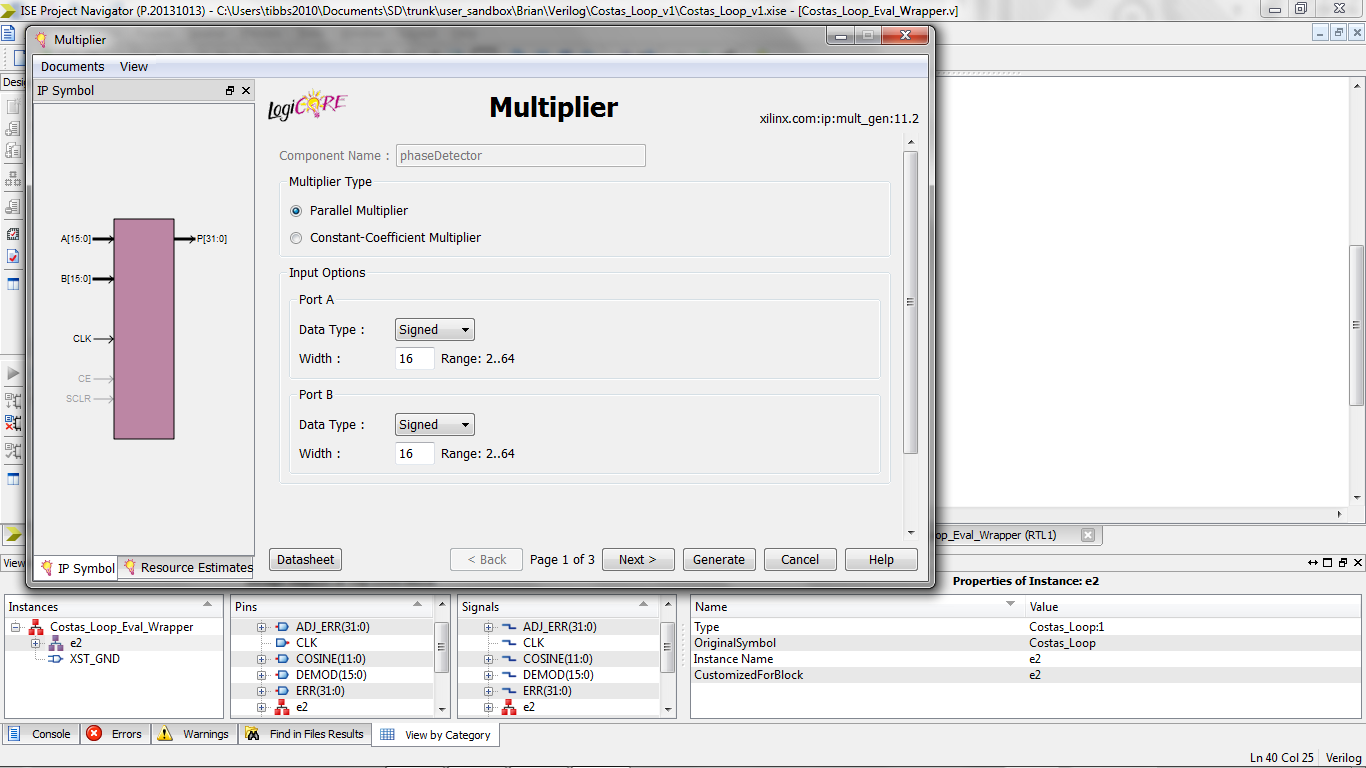 ISE Project Navigator (P.20131013) - C:\Users\tibbs2010\Documents\SD\trunk\user_sandbox\Brian\Verilog\Costas_Loop_v1\Costas_Loop_v1.xise - [Costas_Loop_Eval_Wrapper.v]
Multiplier
Documents View
IP Symbol
LogiCORE
Multiplier
xilinx.com:ip:mult_gen:11.2
Component Name : phaseDetector
Multiplier Type
Parallel Multiplier
Constant-Coefficient Multiplier
Input Options
Port A
Data Type : Signed
Width : 16 Range: 2..64
Port B
Data Type : Signed
Width : 16 Range: 2..64
A[15:0] P[31:0]
B[15:0]
CLK
CE
SCLR
IP Symbol Resource Estimates
Datasheet < Back Page 1 of 3 Next > Generate Cancel Help
Desi
View
op_Eval_Wrapper (RTL1)
Properties of Instance: e2
Instances
Costas_Loop_Eval_Wrapper
e2
XST_GND
Pins
ADJ_ERR(31:0)
CLK
COSINE(11:0)
DEMOD(15:0)
ERR(31:0)
e2
Signals
ADJ_ERR(31:0)
CLK
COSINE(11:0)
DEMOD(15:0)
ERR(31:0)
e2
Name Value
Type Costas_Loop:1
OriginalSymbol Costas_Loop
Instance Name e2
CustomizedForBlock e2
Console Errors Warnings Find in Files Results View by Category
Ln 40 Col 25 Verilog